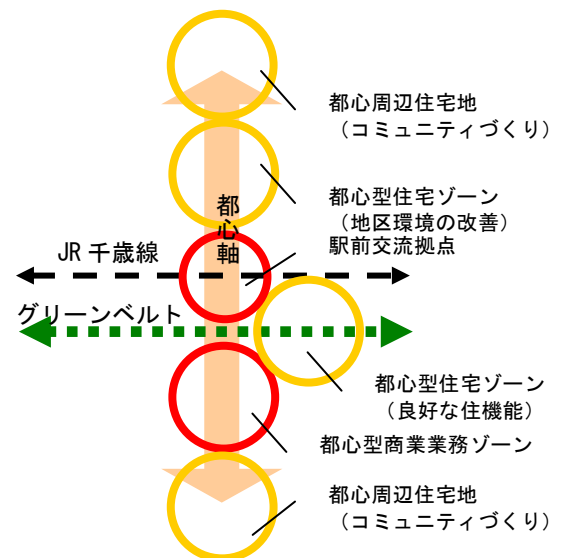 都心周辺住宅地
（コミュニティづくり）
都心型住宅ゾーン
（地区環境の改善）
都心軸
駅前交流拠点
JR 千歳線
グリーンベルト
都心型住宅ゾーン
（良好な住機能）
都心型商業業務ゾーン
都心周辺住宅地
（コミュニティづくり）